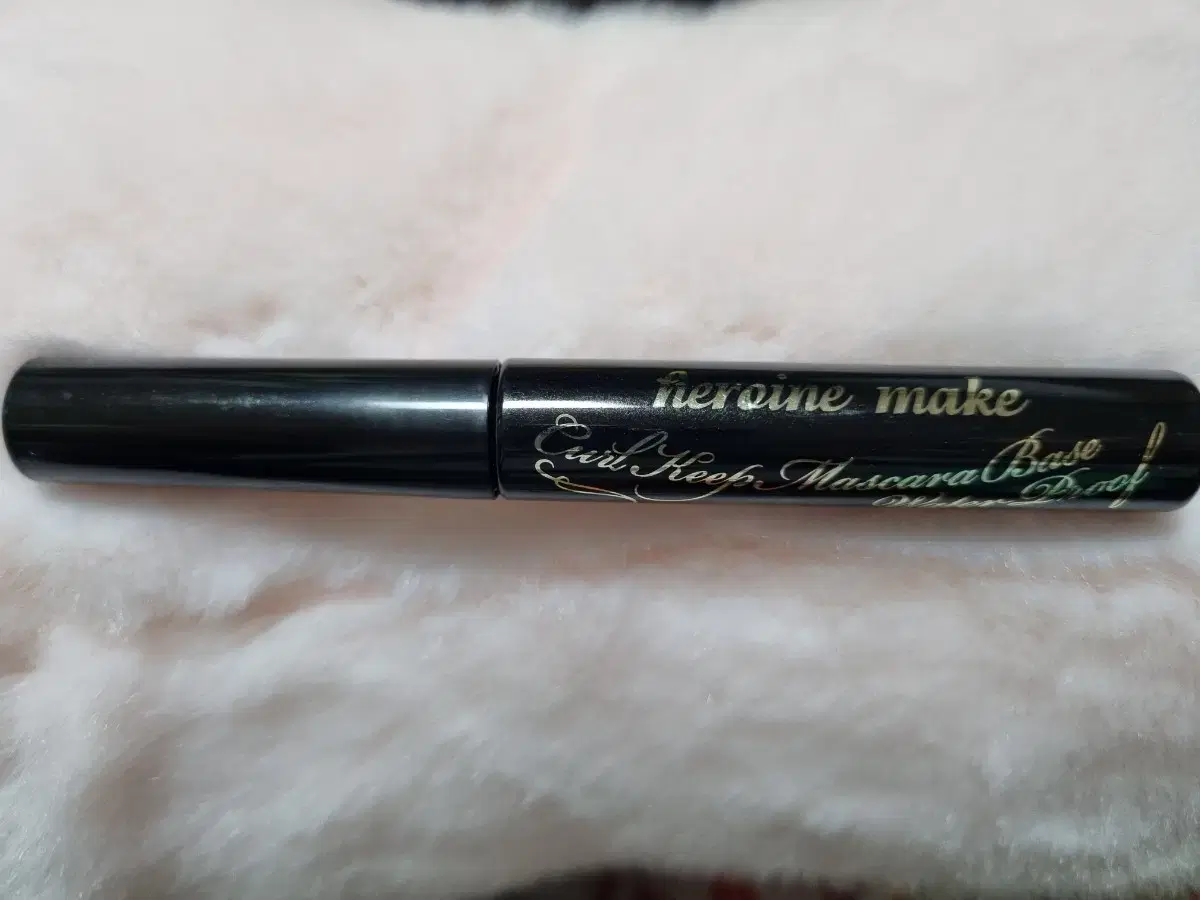 heroine make
Curl Keep Mascara Base
Water Proof